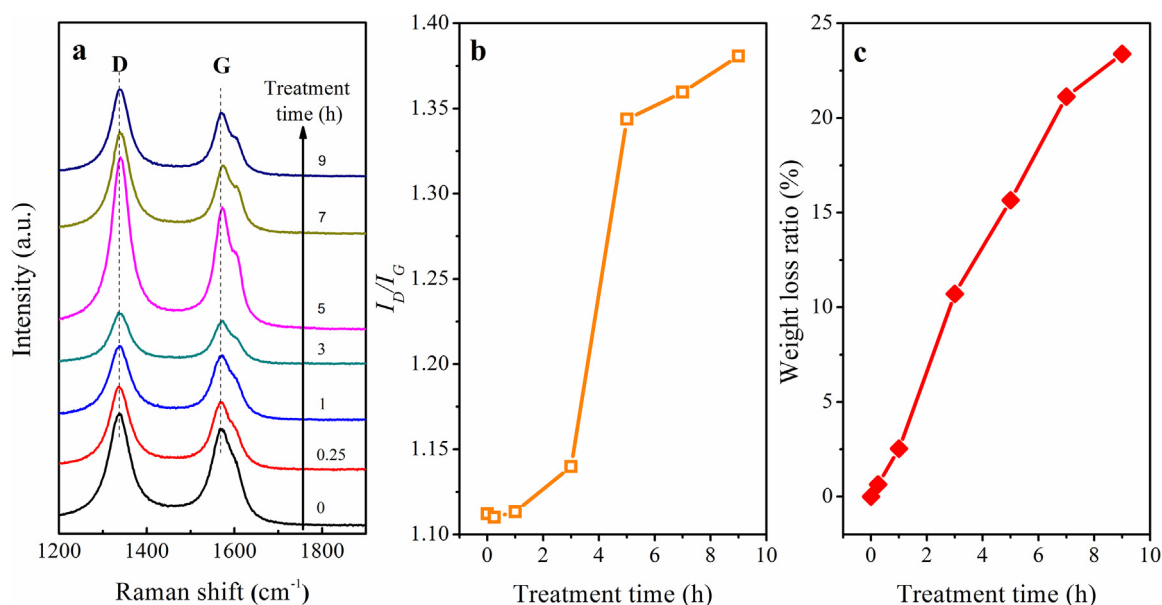 a
D
G
Treatment
time (h)
9
7
5
3
1
0.25
0
Intensity (a.u.)
1200
1400
1600
1800
Raman shift (cm⁻¹)
b
1.40
1.35
1.30
1.25
1.20
1.15
1.10
I_D/I_G
0
2
4
6
8
10
Treatment time (h)
c
25
20
15
10
5
0
Weight loss ratio (%)
0
2
4
6
8
10
Treatment time (h)